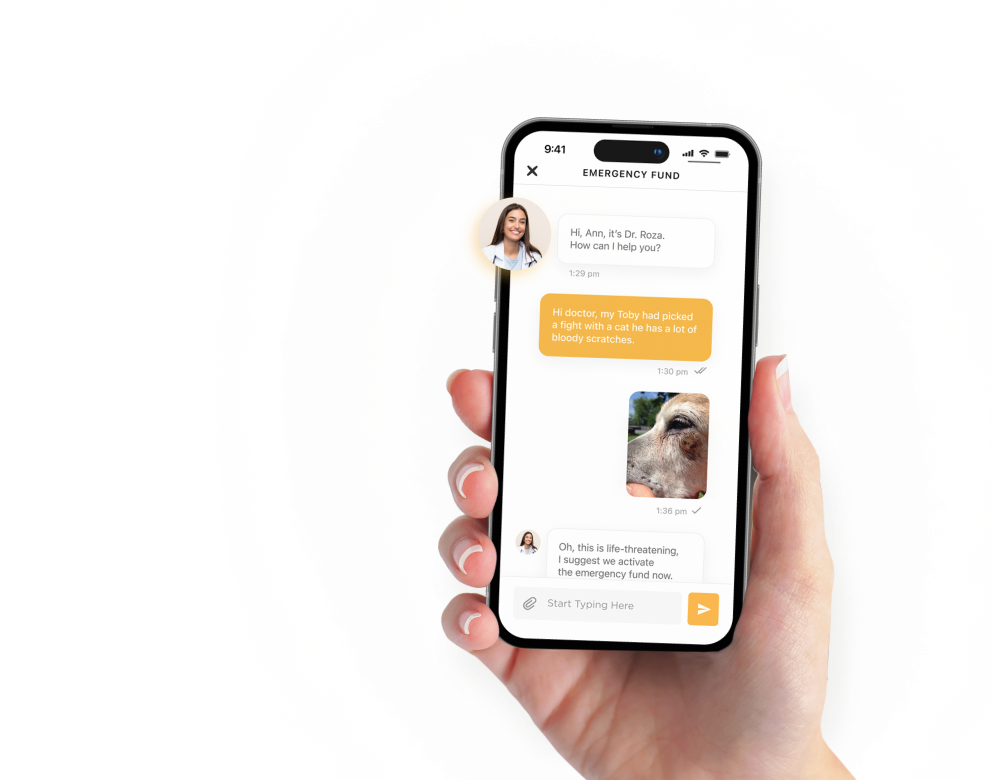 9:41
EMERGENCY FUND
Hi, Ann, it's Dr. Roza.
How can I help you?
1:29 pm
Hi doctor, my Toby had picked
a fight with a cat he has a lot of
bloody scratches.
1:30 pm
1:36 pm
Oh, this is life-threatening,
I suggest we activate
the emergency fund now.
Start Typing Here